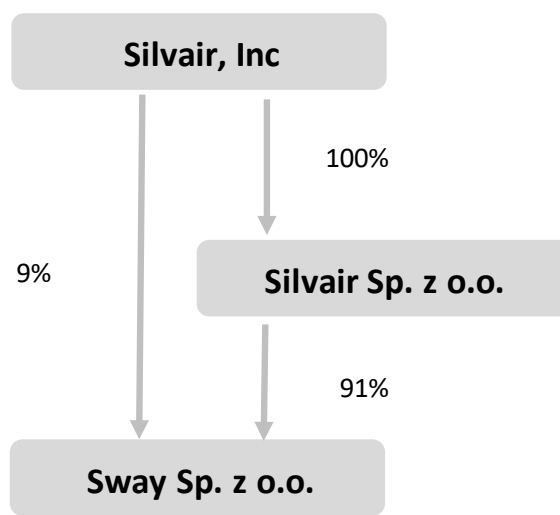 Silvair, Inc
100%
9%
Silvair Sp. z o.o.
91%
Sway Sp. z o.o.